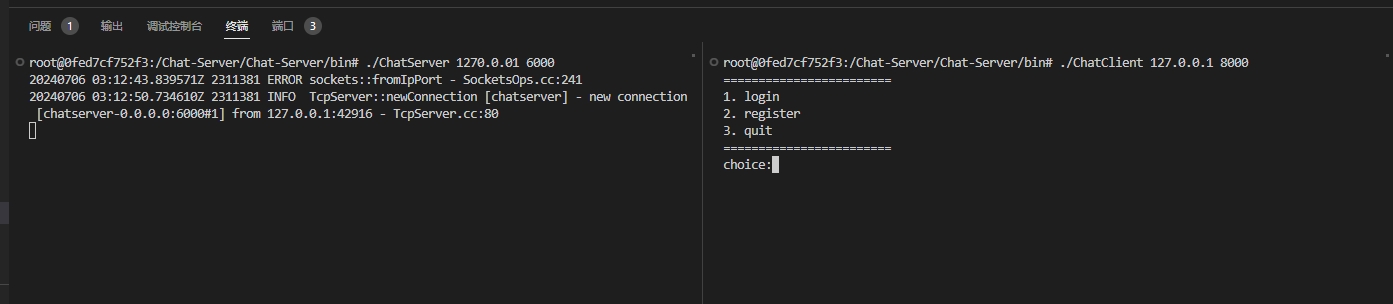 问题 1 输出 调试控制台 终端 端口 3
root@0fed7cf752f3:/Chat-Server/Chat-Server/bin# ./ChatServer 1270.0.01 6000
20240706 03:12:43.839571Z 2311381 ERROR sockets::fromIpPort - SocketsOps.cc:241
20240706 03:12:50.734610Z 2311381 INFO  TcpServer::newConnection [chatserver] - new connection
[chatserver-0.0.0.0:6000#1] from 127.0.0.1:42916 - TcpServer.cc:80
root@0fed7cf752f3:/Chat-Server/Chat-Server/bin# ./ChatClient 127.0.0.1 8000
========================
1. login
2. register
3. quit
========================
choice: